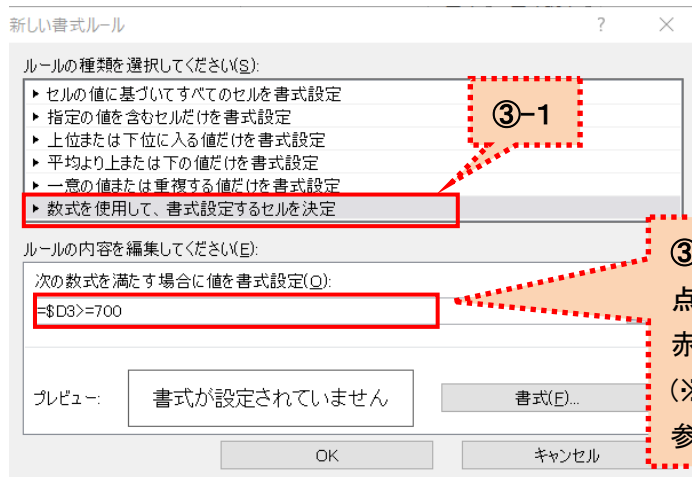 新しい書式ルール ? ×
ルールの種類を選択してください(S):
▶ セルの値に基づいてすべてのセルを書式設定
▶ 指定の値を含むセルだけを書式設定
▶ 上位または下位に入る値だけを書式設定
▶ 平均より上または下の値だけを書式設定
▶ 一意の値または重複する値だけを書式設定
▶ 数式を使用して、書式設定するセルを決定
③-1
ルールの内容を編集してください(E):
次の数式を満たす場合に値を書式設定(O):
=$D3>=700
③
点
赤
(※
参
プレビュー: 書式が設定されていません 書式(F)...
OK キャンセル